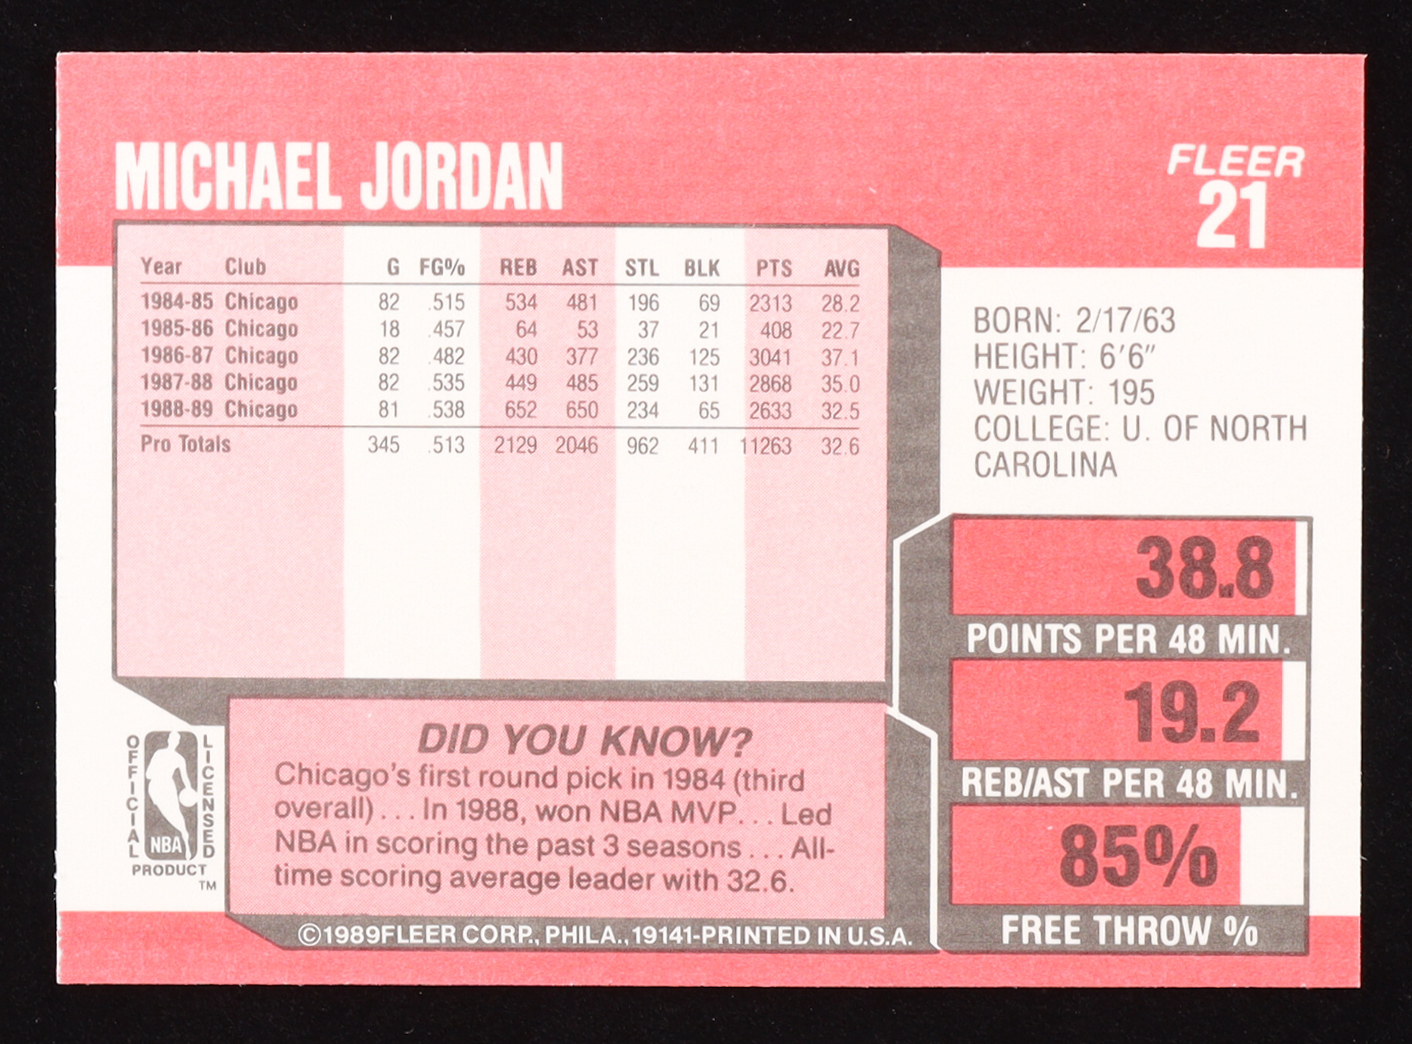 MICHAEL JORDAN
FLEER
21
Year Club G FG% REB AST STL BLK PTS AVG
1984-85 Chicago 82 .515 534 481 196 69 2313 28.2
1985-86 Chicago 18 .457 64 53 37 21 408 22.7
1986-87 Chicago 82 .482 430 377 236 125 3041 37.1
1987-88 Chicago 82 .535 449 485 259 131 2868 35.0
1988-89 Chicago 81 .538 652 650 234 65 2633 32.5
Pro Totals 345 .513 2129 2046 962 411 11263 32.6
BORN: 2/17/63
HEIGHT: 6'6"
WEIGHT: 195
COLLEGE: U. OF NORTH
CAROLINA
38.8
POINTS PER 48 MIN.
19.2
REB/AST PER 48 MIN.
85%
FREE THROW %
OFFICIAL
LICENSED
NBA
PRODUCT
TM
DID YOU KNOW?
Chicago's first round pick in 1984 (third
overall) . . . In 1988, won NBA MVP. . . Led
NBA in scoring the past 3 seasons . . . All-
time scoring average leader with 32.6.
©1989FLEER CORP., PHILA., 19141-PRINTED IN U.S.A.